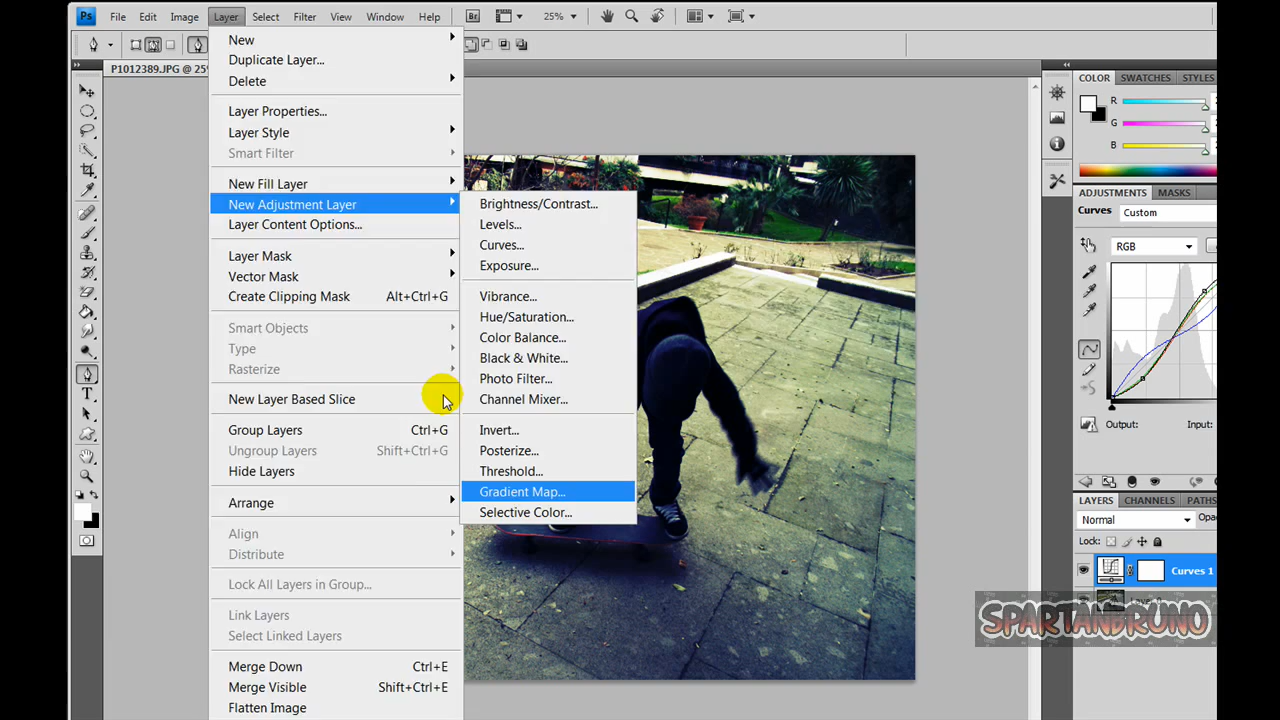 Ps File Edit Image Layer Select Filter View Window Help Br 25%
P1012389.JPG @ 25%
New
Duplicate Layer...
Delete
Layer Properties...
Layer Style
Smart Filter
New Fill Layer
New Adjustment Layer
Layer Content Options...
Layer Mask
Vector Mask
Create Clipping Mask Alt+Ctrl+G
Smart Objects
Type
Rasterize
New Layer Based Slice
Group Layers Ctrl+G
Ungroup Layers Shift+Ctrl+G
Hide Layers
Arrange
Align
Distribute
Lock All Layers in Group...
Link Layers
Select Linked Layers
Merge Down Ctrl+E
Merge Visible Shift+Ctrl+E
Flatten Image
Brightness/Contrast...
Levels...
Curves...
Exposure...
Vibrance...
Hue/Saturation...
Color Balance...
Black & White...
Photo Filter...
Channel Mixer...
Invert...
Posterize...
Threshold...
Gradient Map...
Selective Color...
COLOR SWATCHES STYLES
R
G
B
ADJUSTMENTS MASKS
Curves Custom
RGB
Output: Input:
LAYERS CHANNELS PATHS
Normal Opa
Lock:
Curves 1
SPARTANBRUNO